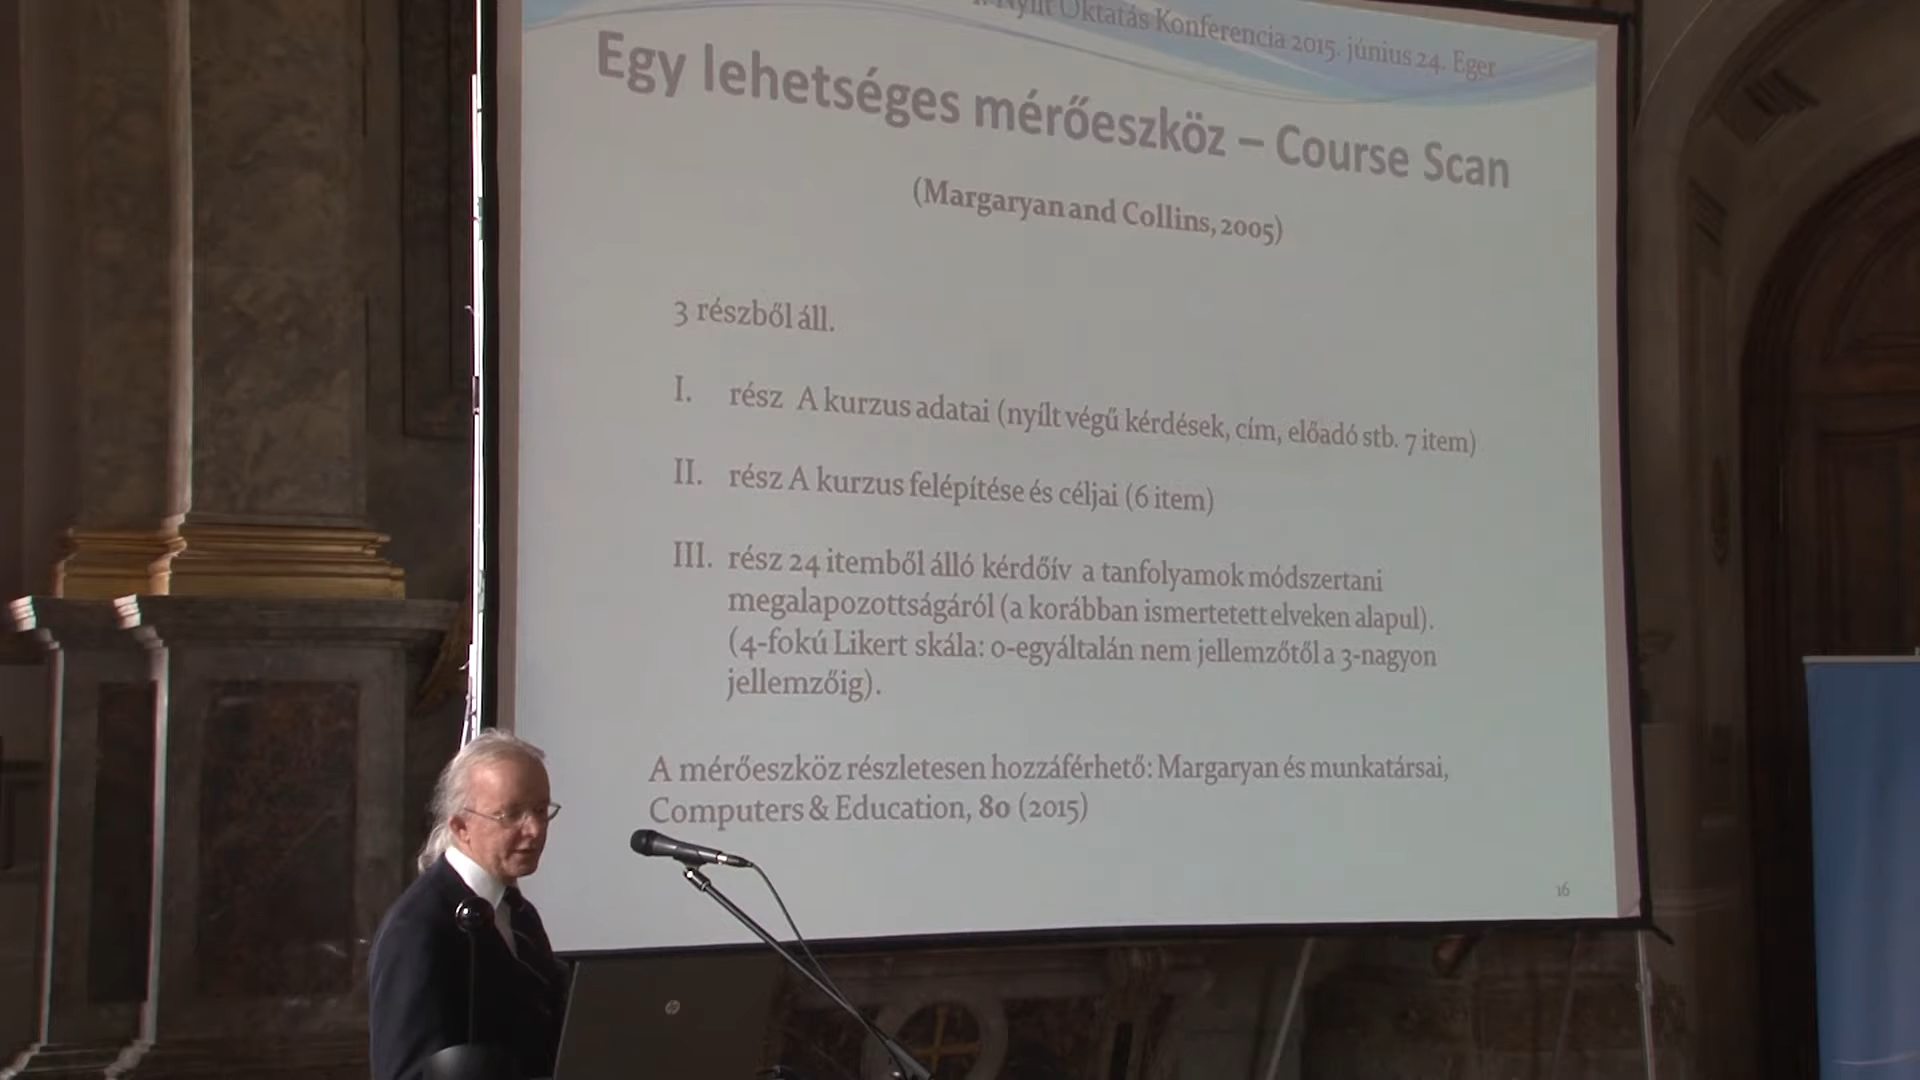 Nyílt Oktatás Konferencia 2015. június 24. Eger
Egy lehetséges mérőeszköz – Course Scan
(Margaryan and Collins, 2005)
3 részből áll.
I. rész A kurzus adatai (nyílt végű kérdések, cím, előadó stb. 7 item)
II. rész A kurzus felépítése és céljai (6 item)
III. rész 24 itemből álló kérdőív a tanfolyamok módszertani
megalapozottságáról (a korábban ismertetett elveken alapul).
(4-fokú Likert skála: 0-egyáltalán nem jellemzőtől a 3-nagyon
jellemzőig).
A mérőeszköz részletesen hozzáférhető: Margaryan és munkatársai,
Computers & Education, 80 (2015)
16
hp